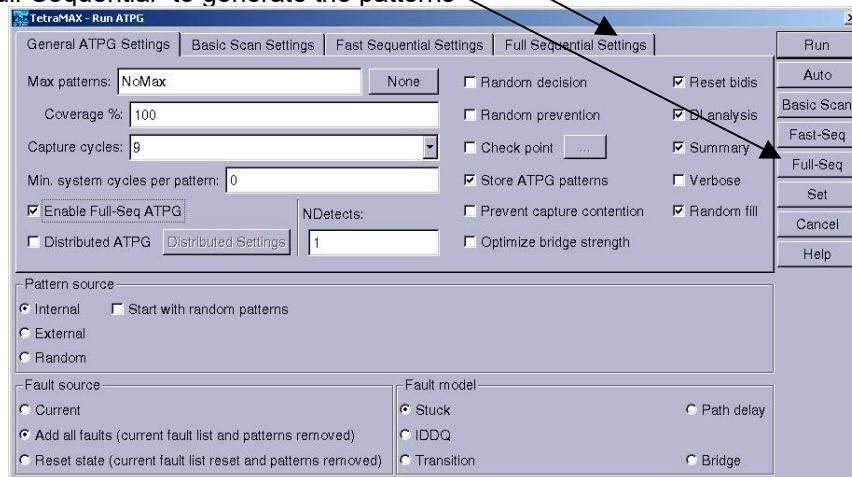 ull Sequential' to generate the patterns
TetraMAX - Run ATPG
General ATPG Settings
Basic Scan Settings
Fast Sequential Settings
Full Sequential Settings
Max patterns: NoMax
None
Coverage %: 100
Capture cycles: 9
Min. system cycles per pattern: 0
Enable Full-Seq ATPG
Distributed ATPG
Distributed Settings
NDetects:
1
Random decision
Random prevention
Check point
...
Store ATPG patterns
Prevent capture contention
Optimize bridge strength
Reset bidis
DI analysis
Summary
Verbose
Random fill
Run
Auto
Basic Scan
Fast-Seq
Full-Seq
Set
Cancel
Help
Pattern source
Internal
Start with random patterns
External
Random
Fault source
Current
Add all faults (current fault list and patterns removed)
Reset state (current fault list reset and patterns removed)
Fault model
Stuck
Path delay
IDDQ
Transition
Bridge